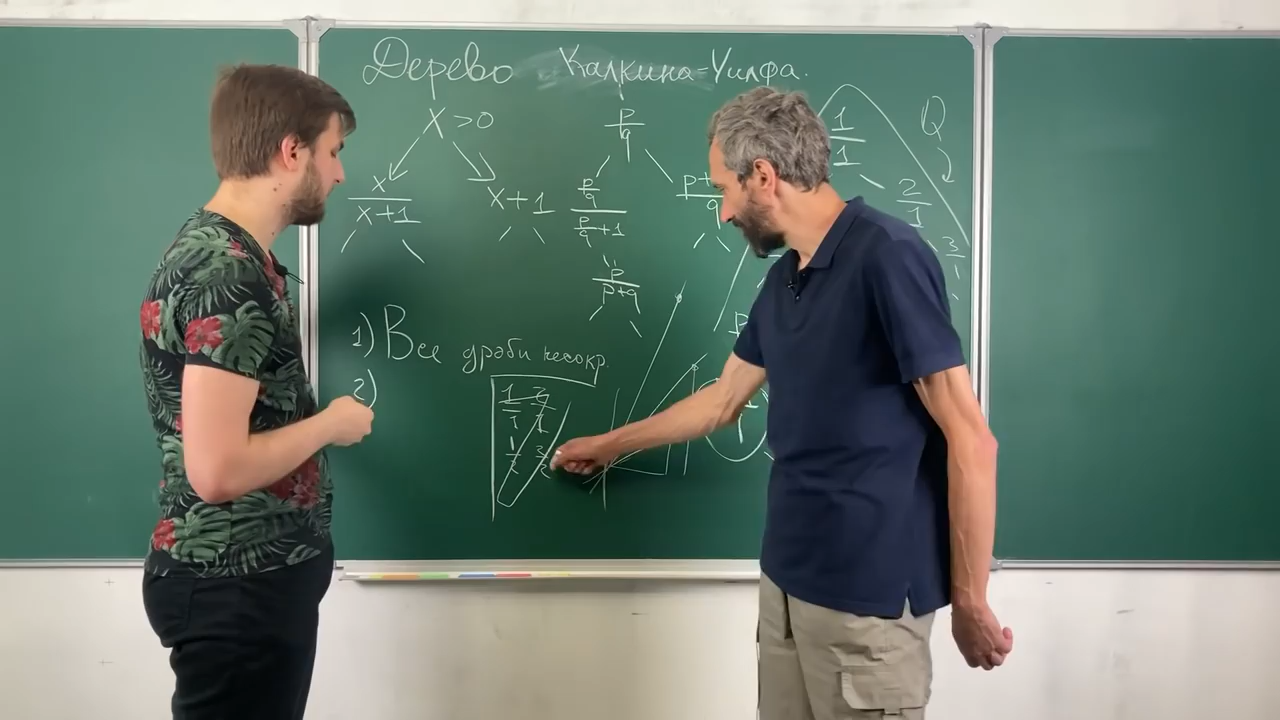 Дерево Калкина-Уилфа.
X > 0
x
x+1
x+1
p
q
p
q
p
q
+1
p+
q
"
p
p+q
1
1
Q
2
1
3
1
1) Все дроби несокр.
2)
1 2
1 1
1 3
2 2